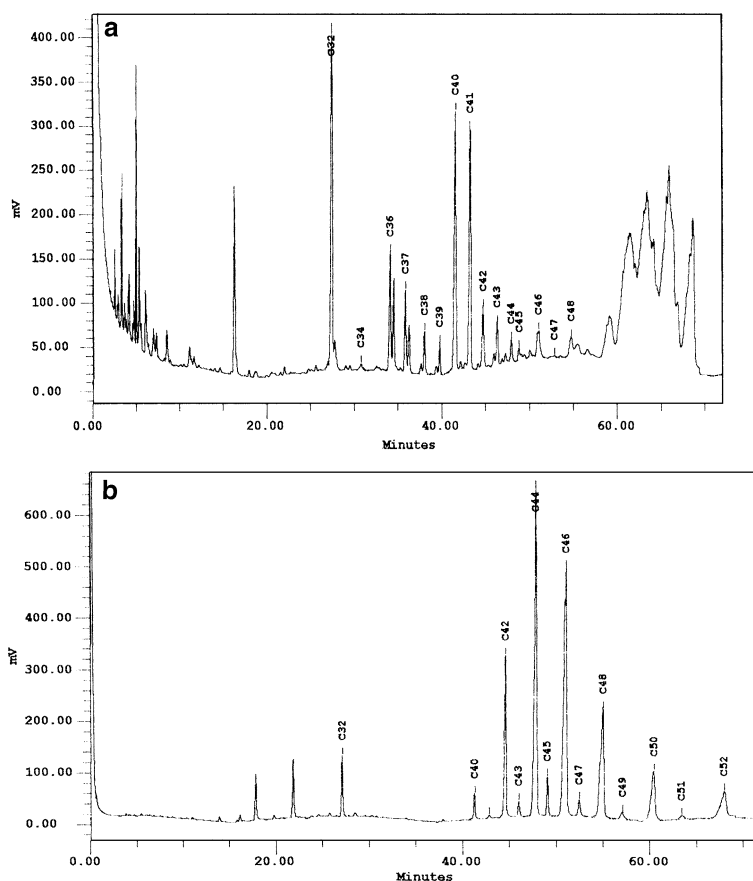 a
400.00
350.00
300.00
250.00
200.00
150.00
100.00
50.00
0.00
mV
C32
C34
C36
C37
C38
C39
C40
C41
C42
C43
C44
C45
C46
C47
C48
0.00 20.00 40.00 60.00
Minutes
b
600.00
500.00
400.00
300.00
200.00
100.00
0.00
mV
C32
C40
C42
C43
C44
C45
C46
C47
C48
C49
C50
C51
C52
0.00 20.00 40.00 60.00
Minutes